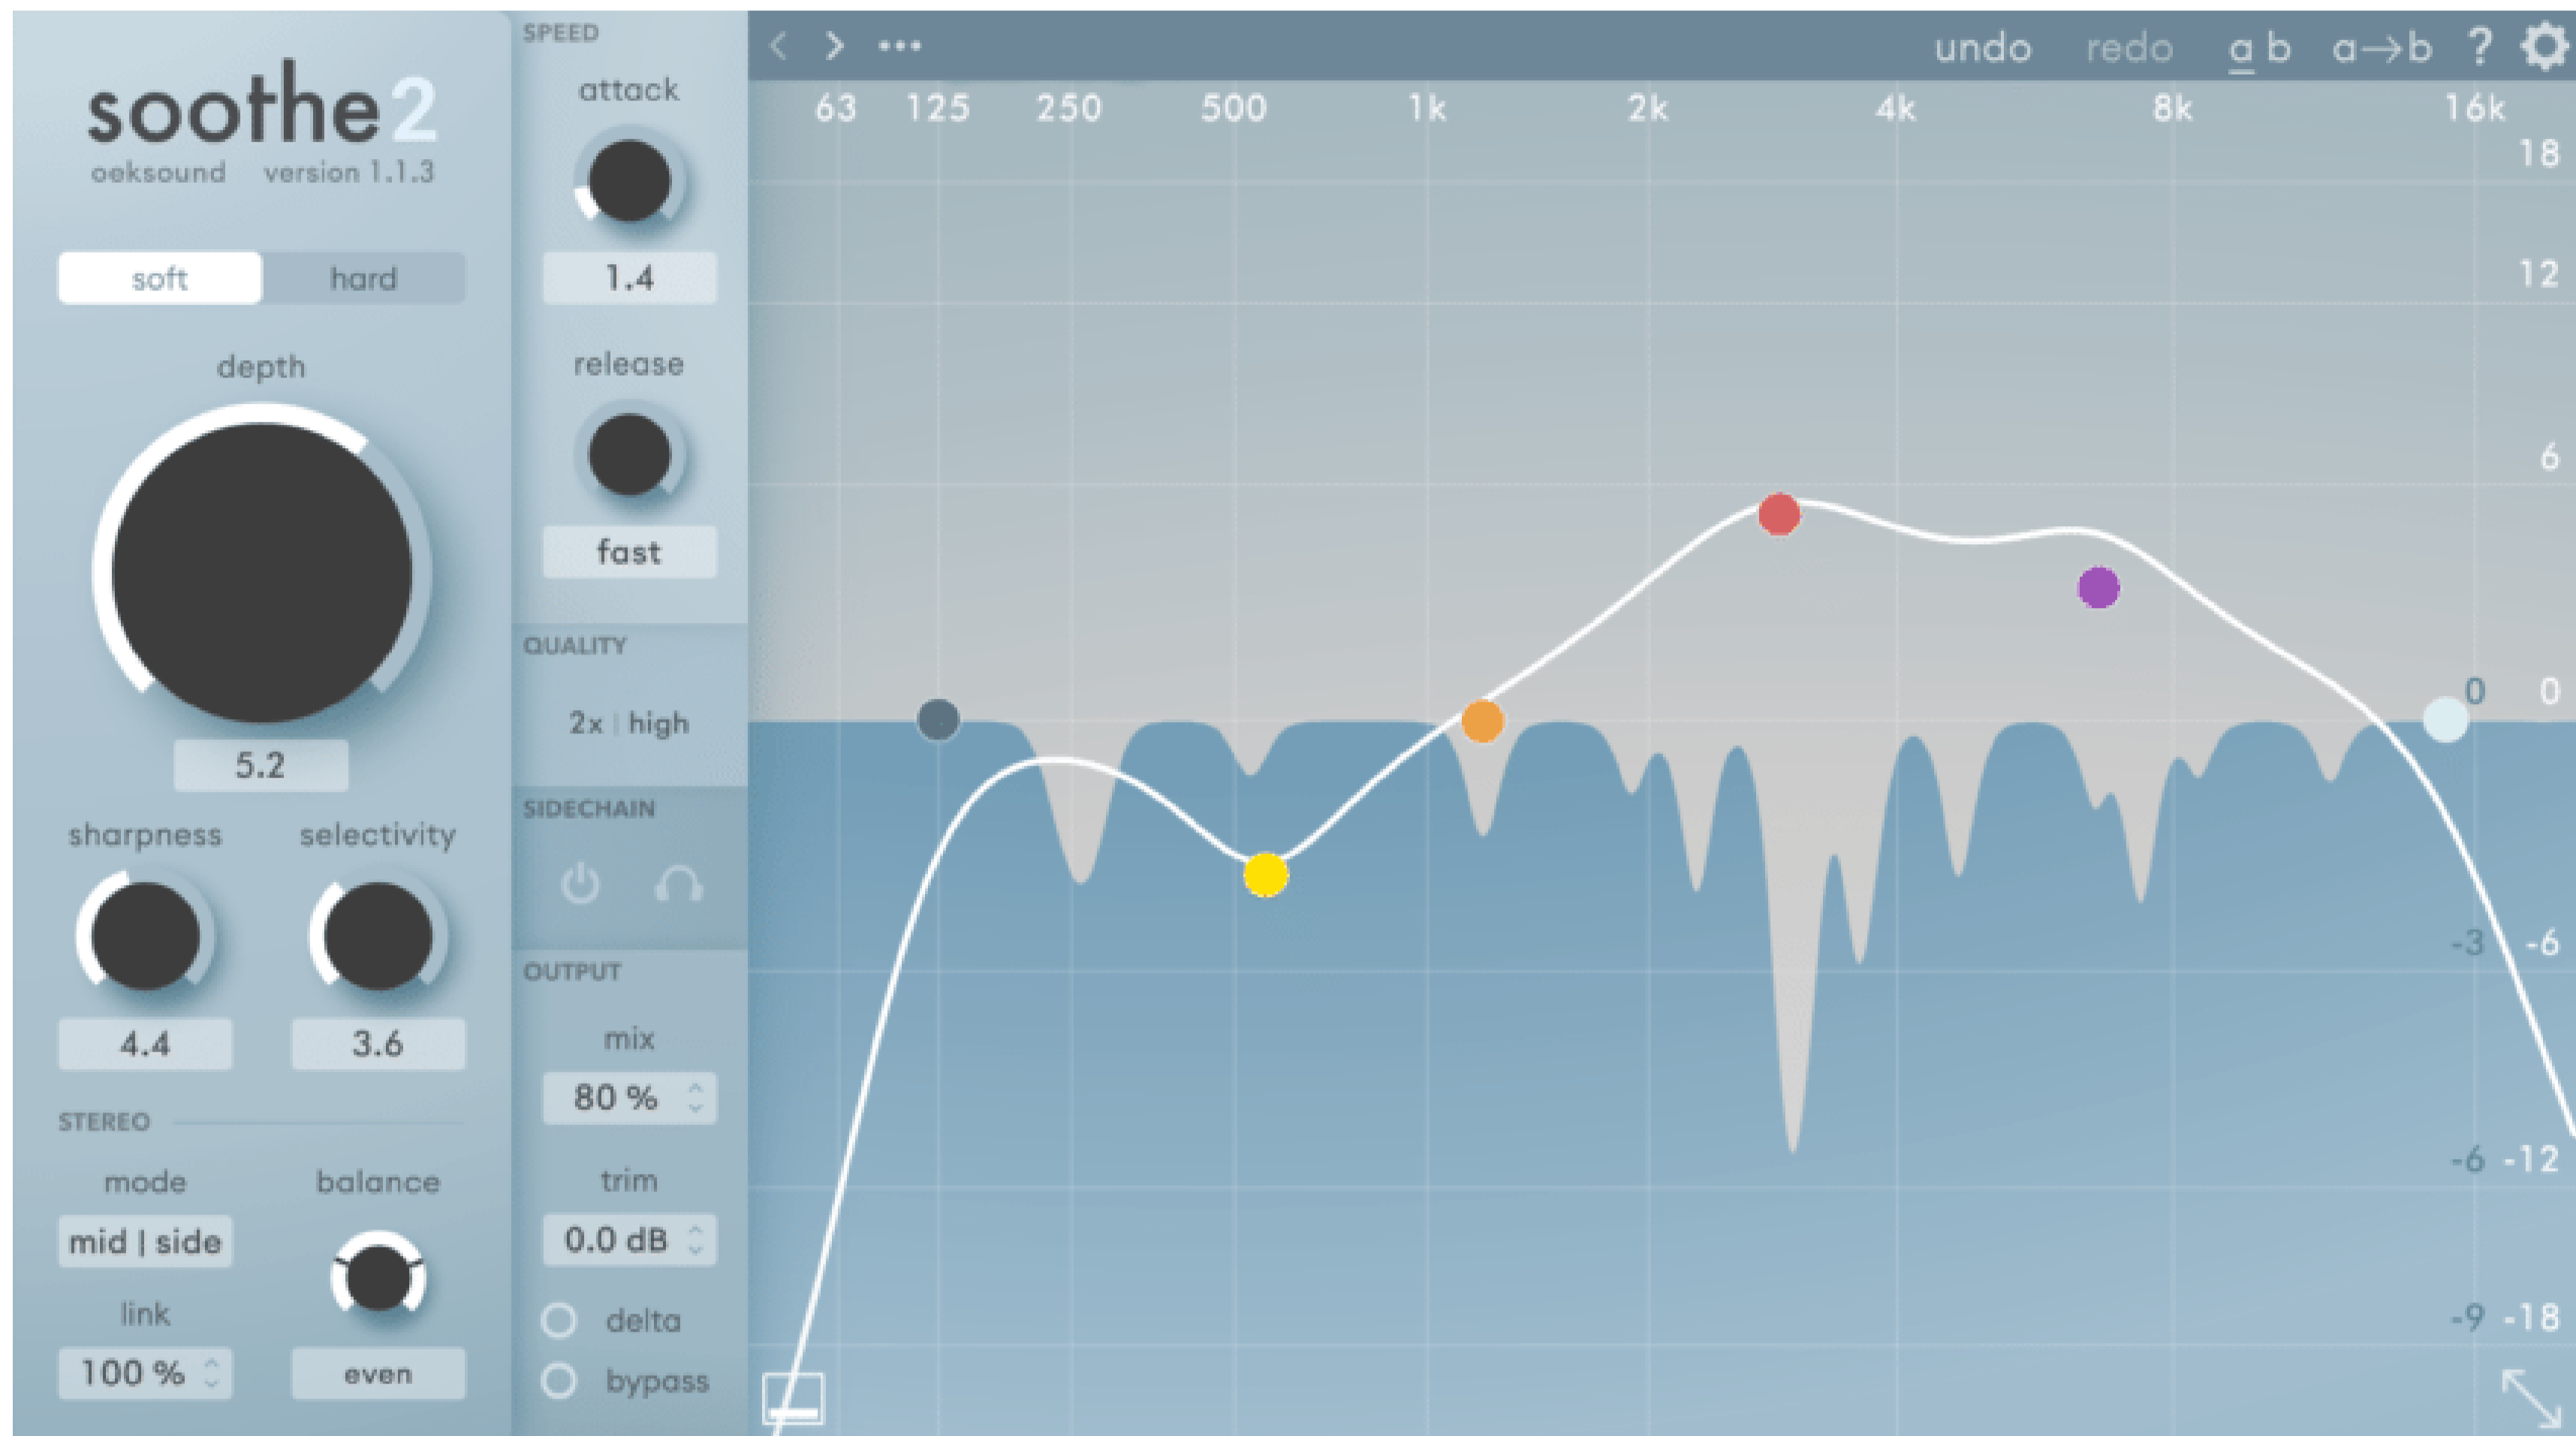 soothe2
oeksound version 1.1.3
soft hard
depth
5.2
sharpness selectivity
4.4 3.6
STEREO
mode balance
mid | side
link
100 % even
SPEED
attack
1.4
release
fast
QUALITY
2x | high
SIDECHAIN
OUTPUT
mix
80 %
trim
0.0 dB
delta
bypass
undo redo a b a→b ?
63 125 250 500 1k 2k 4k 8k 16k
18
12
6
0 0
-3 -6
-6 -12
-9 -18